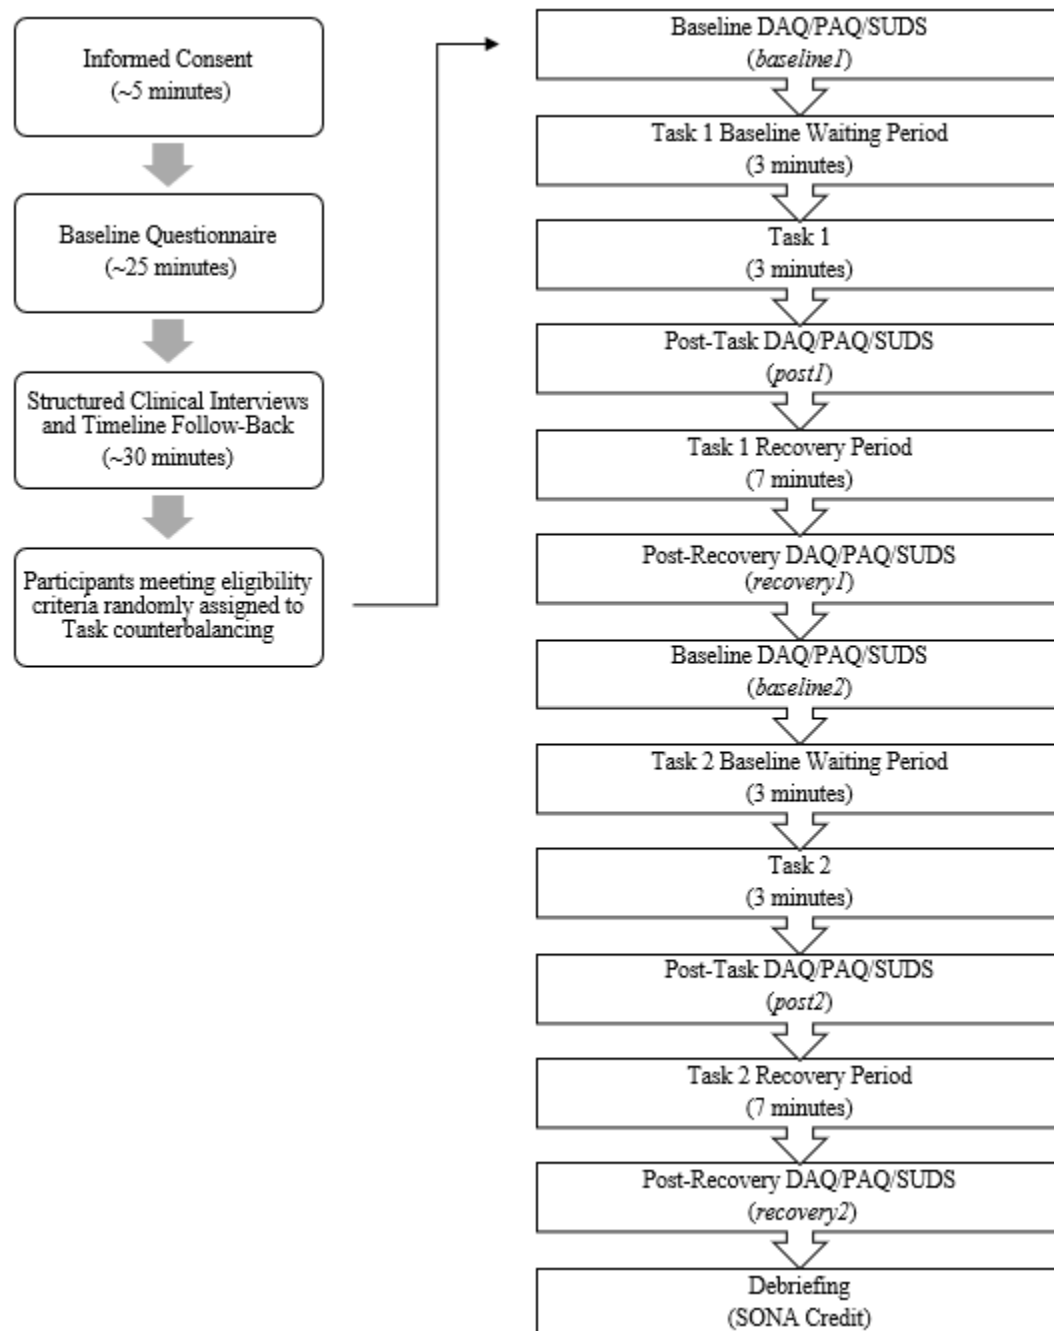 Informed Consent
(~5 minutes)
Baseline Questionnaire
(~25 minutes)
Structured Clinical Interviews
and Timeline Follow-Back
(~30 minutes)
Participants meeting eligibility
criteria randomly assigned to
Task counterbalancing
Baseline DAQ/PAQ/SUDS
(baseline1)
Task 1 Baseline Waiting Period
(3 minutes)
Task 1
(3 minutes)
Post-Task DAQ/PAQ/SUDS
(post1)
Task 1 Recovery Period
(7 minutes)
Post-Recovery DAQ/PAQ/SUDS
(recovery1)
Baseline DAQ/PAQ/SUDS
(baseline2)
Task 2 Baseline Waiting Period
(3 minutes)
Task 2
(3 minutes)
Post-Task DAQ/PAQ/SUDS
(post2)
Task 2 Recovery Period
(7 minutes)
Post-Recovery DAQ/PAQ/SUDS
(recovery2)
Debriefing
(SONA Credit)